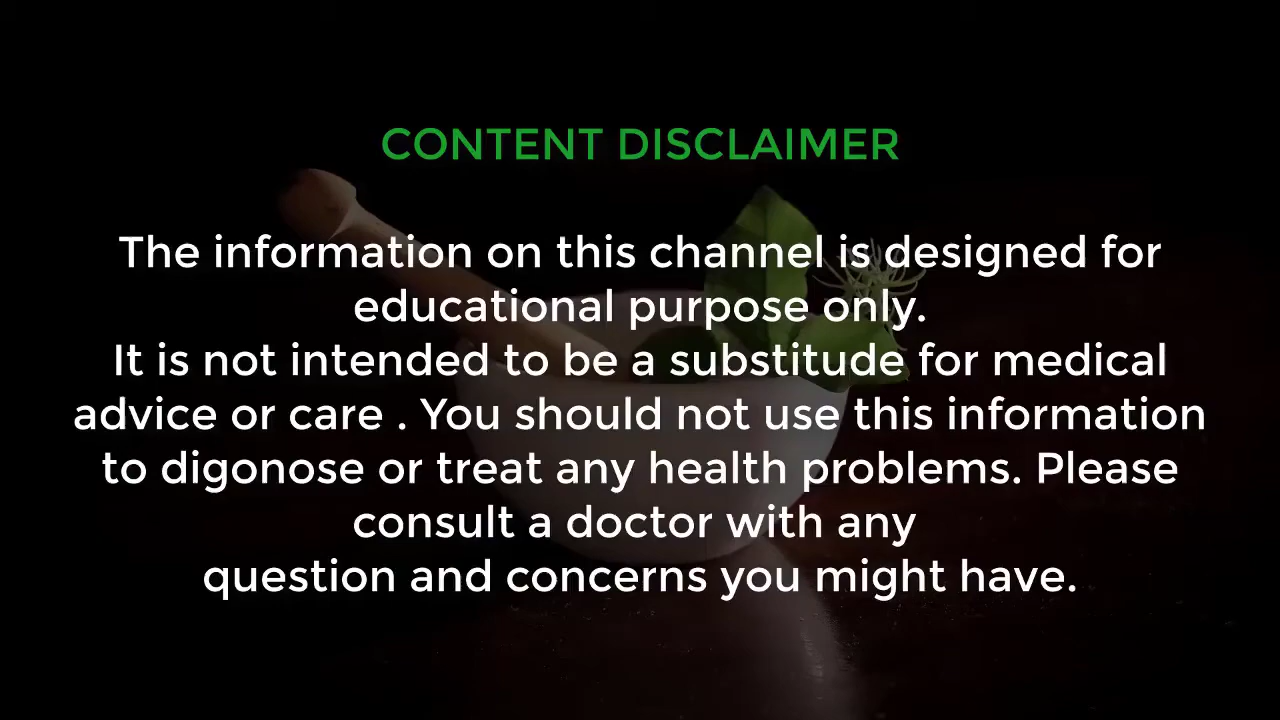 CONTENT DISCLAIMER
The information on this channel is designed for
educational purpose only.
It is not intended to be a substitude for medical
advice or care . You should not use this information
to digonose or treat any health problems. Please
consult a doctor with any
question and concerns you might have.